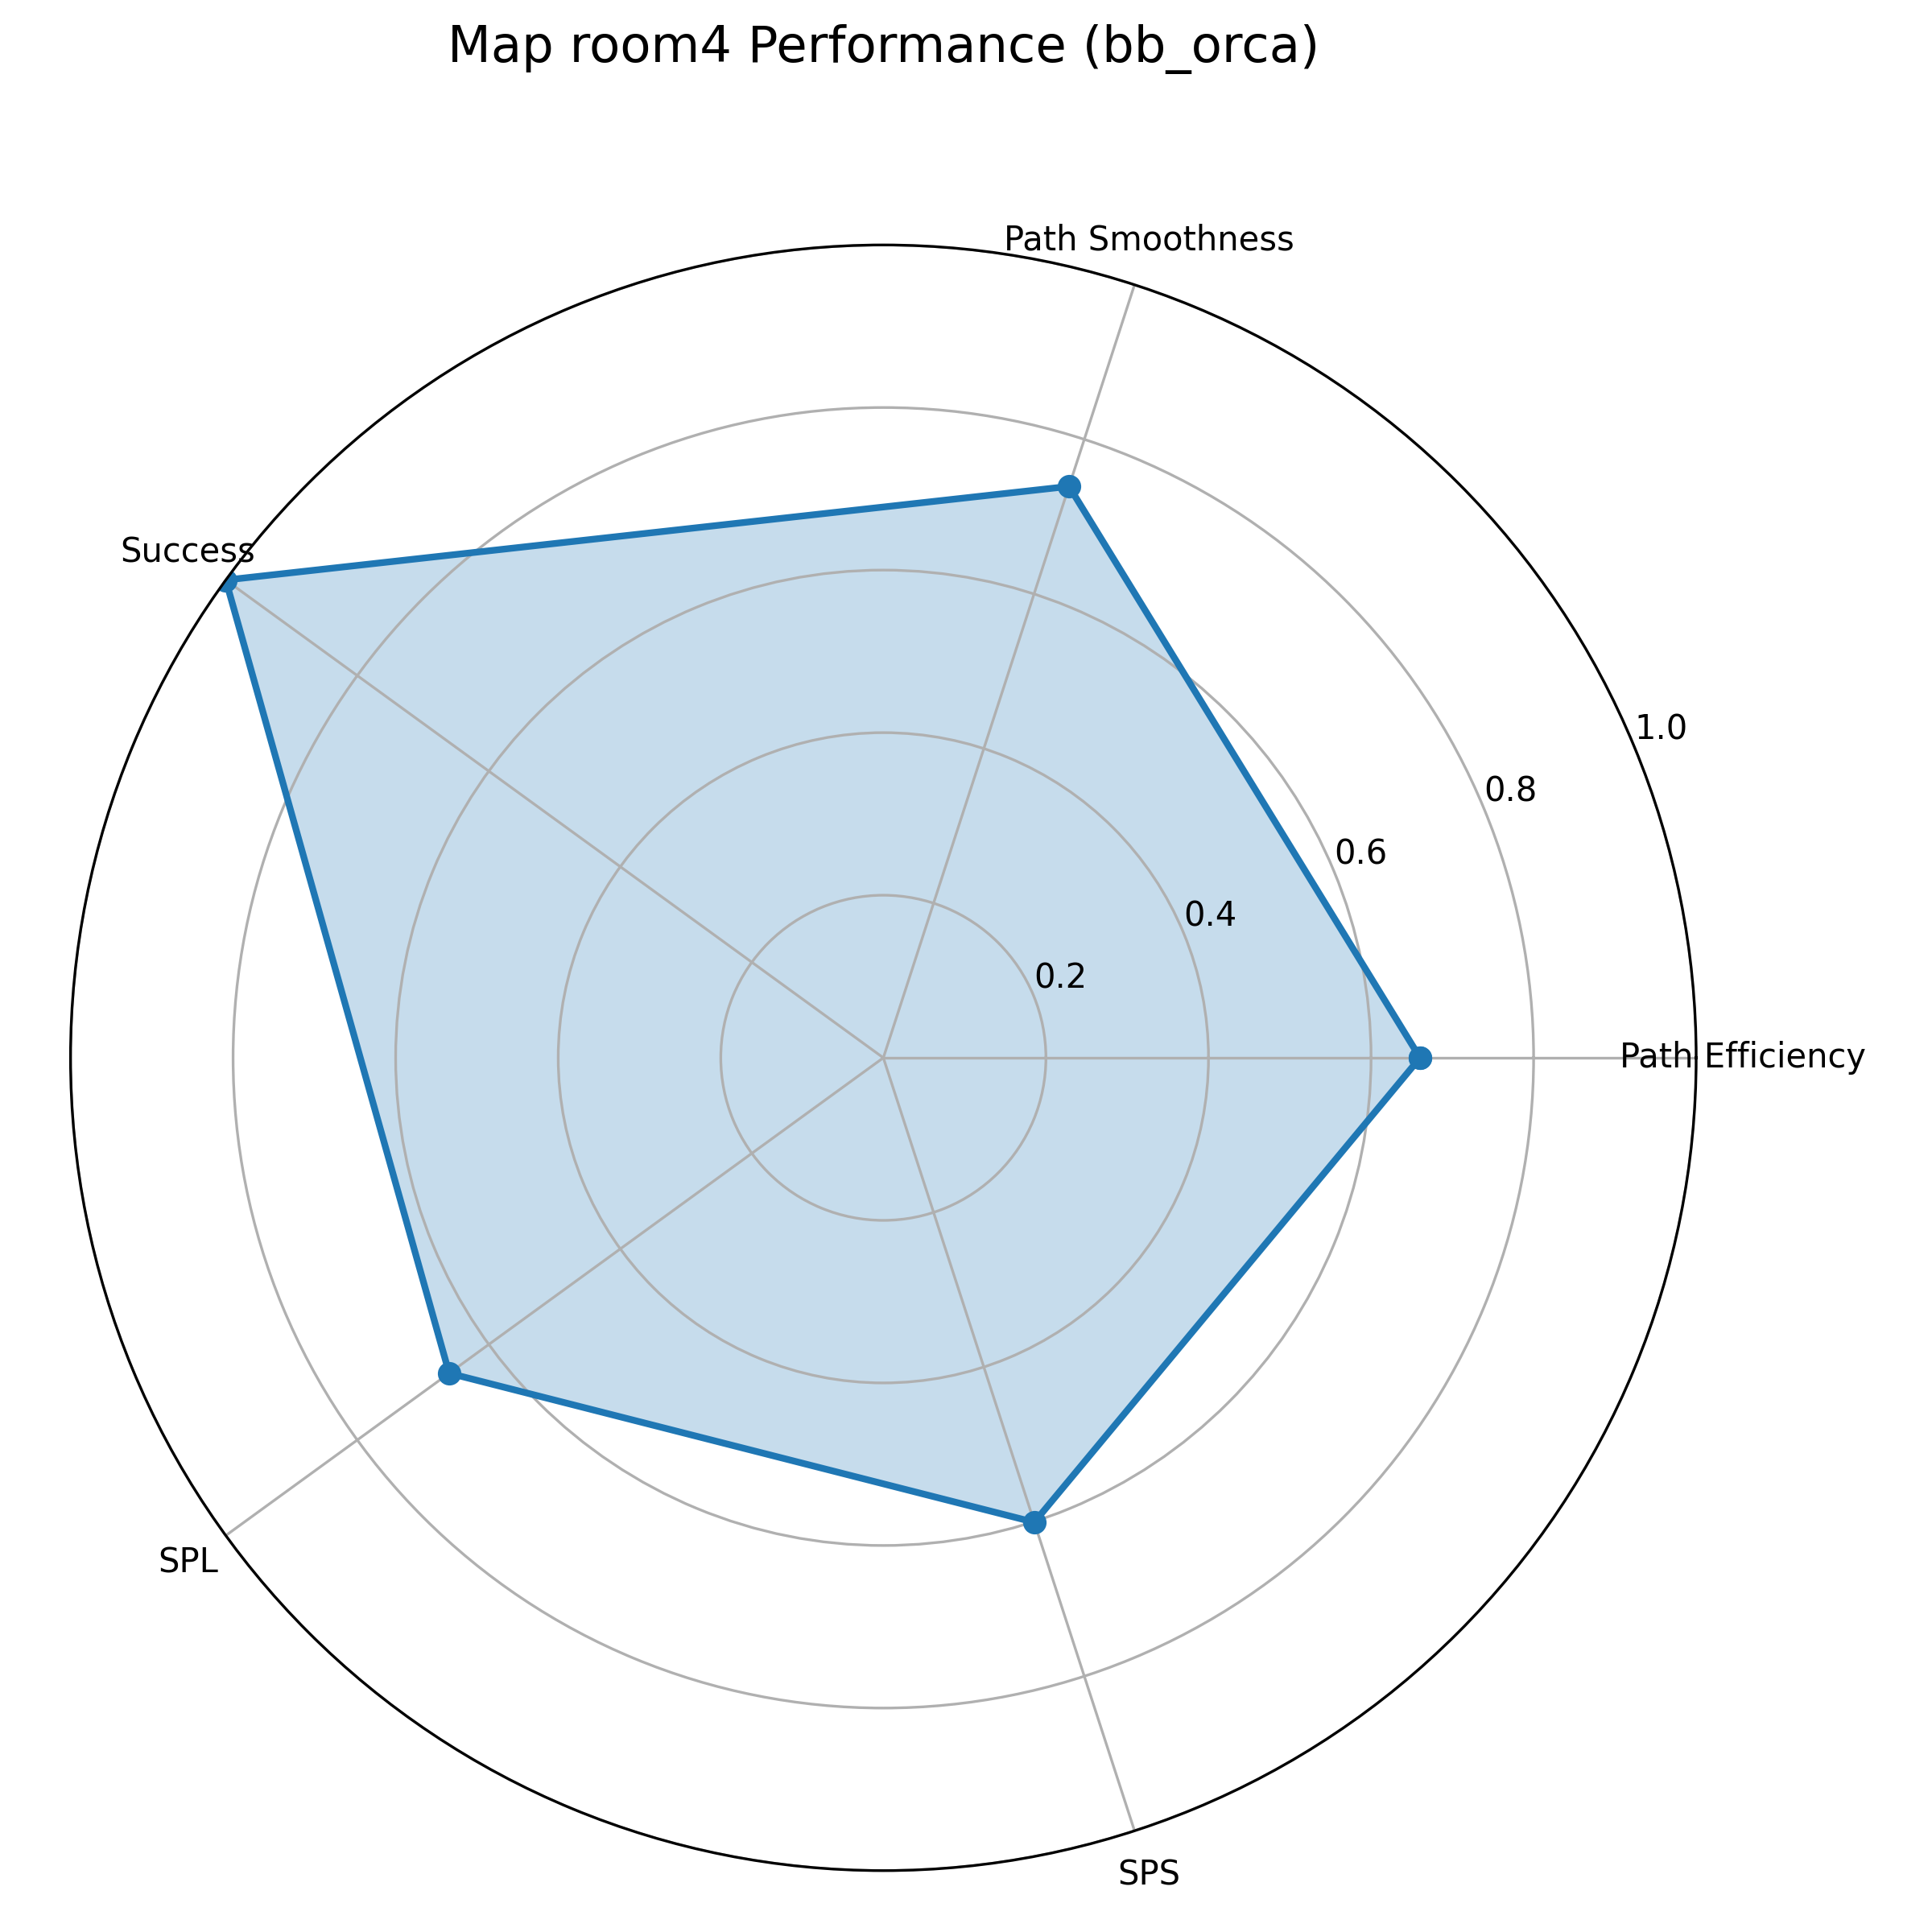 Map room4 Performance (bb_orca)
Path Smoothness
Success
1.0
0.8
0.6
0.4
0.2
Path Efficiency
SPL
SPS